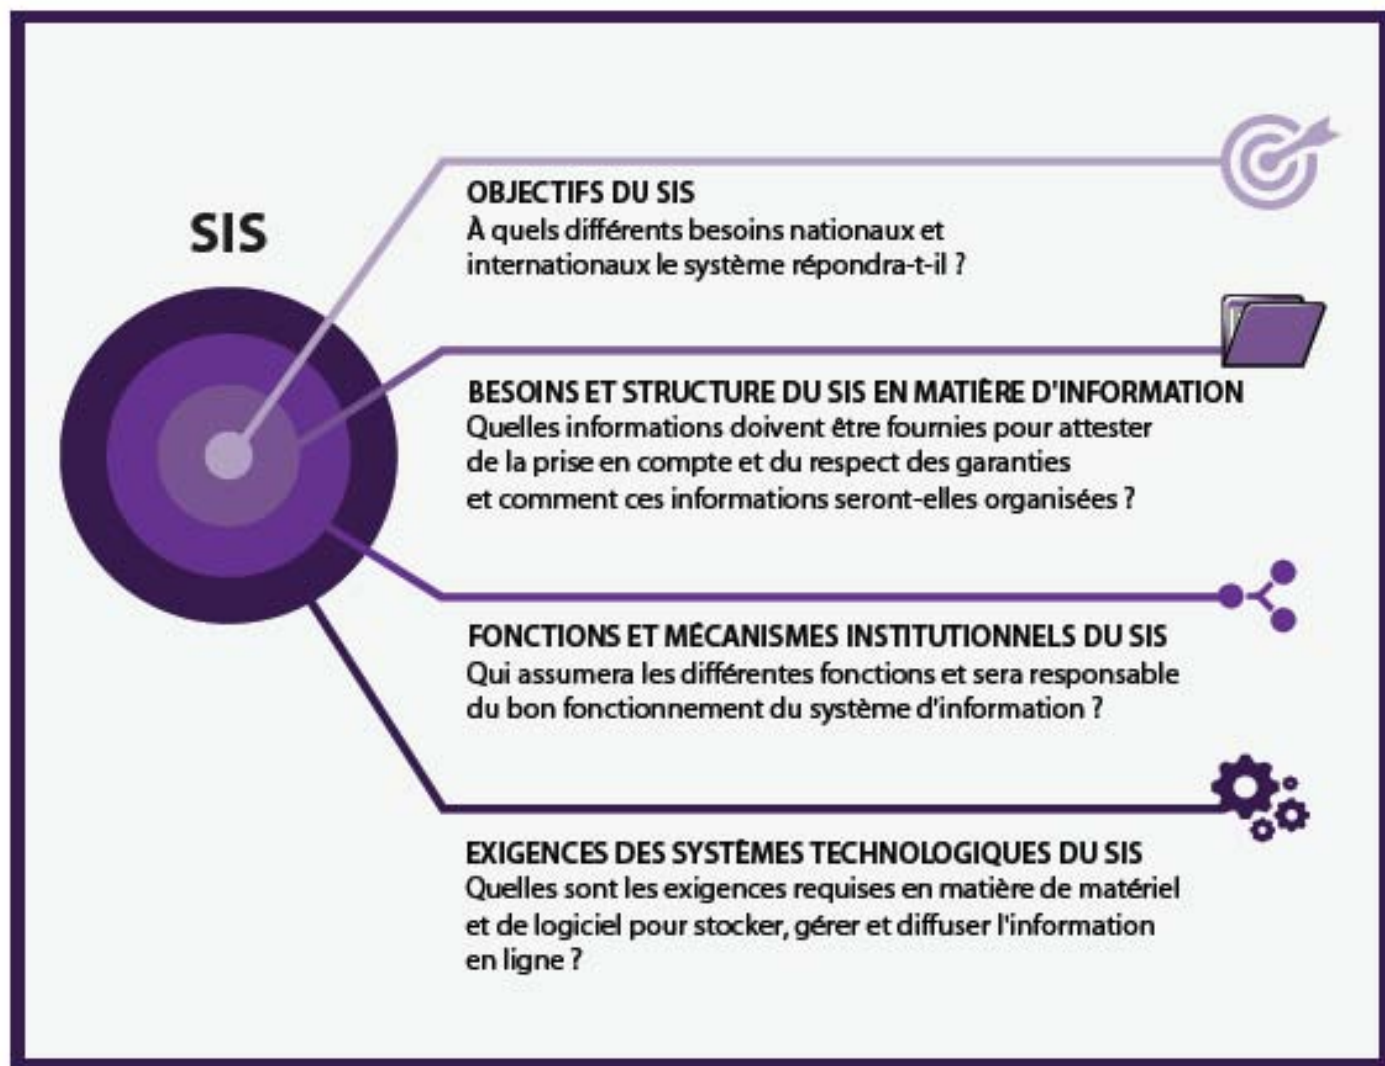 SIS
OBJECTIFS DU SIS
À quels différents besoins nationaux et
internationaux le système répondra-t-il ?
BESOINS ET STRUCTURE DU SIS EN MATIÈRE D'INFORMATION
Quelles informations doivent être fournies pour attester
de la prise en compte et du respect des garanties
et comment ces informations seront-elles organisées ?
FONCTIONS ET MÉCANISMES INSTITUTIONNELS DU SIS
Qui assumera les différentes fonctions et sera responsable
du bon fonctionnement du système d'information ?
EXIGENCES DES SYSTÈMES TECHNOLOGIQUES DU SIS
Quelles sont les exigences requises en matière de matériel
et de logiciel pour stocker, gérer et diffuser l'information
en ligne ?